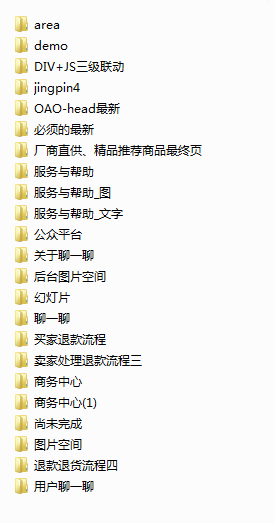 area
demo
DIV+JS三级联动
jingpin4
OAO-head最新
必须的最新
厂商直供、精品推荐商品最终页
服务与帮助
服务与帮助_图
服务与帮助_文字
公众平台
关于聊一聊
后台图片空间
幻灯片
聊一聊
买家退款流程
卖家处理退款流程三
商务中心
商务中心(1)
尚未完成
图片空间
退款退货流程四
用户聊一聊